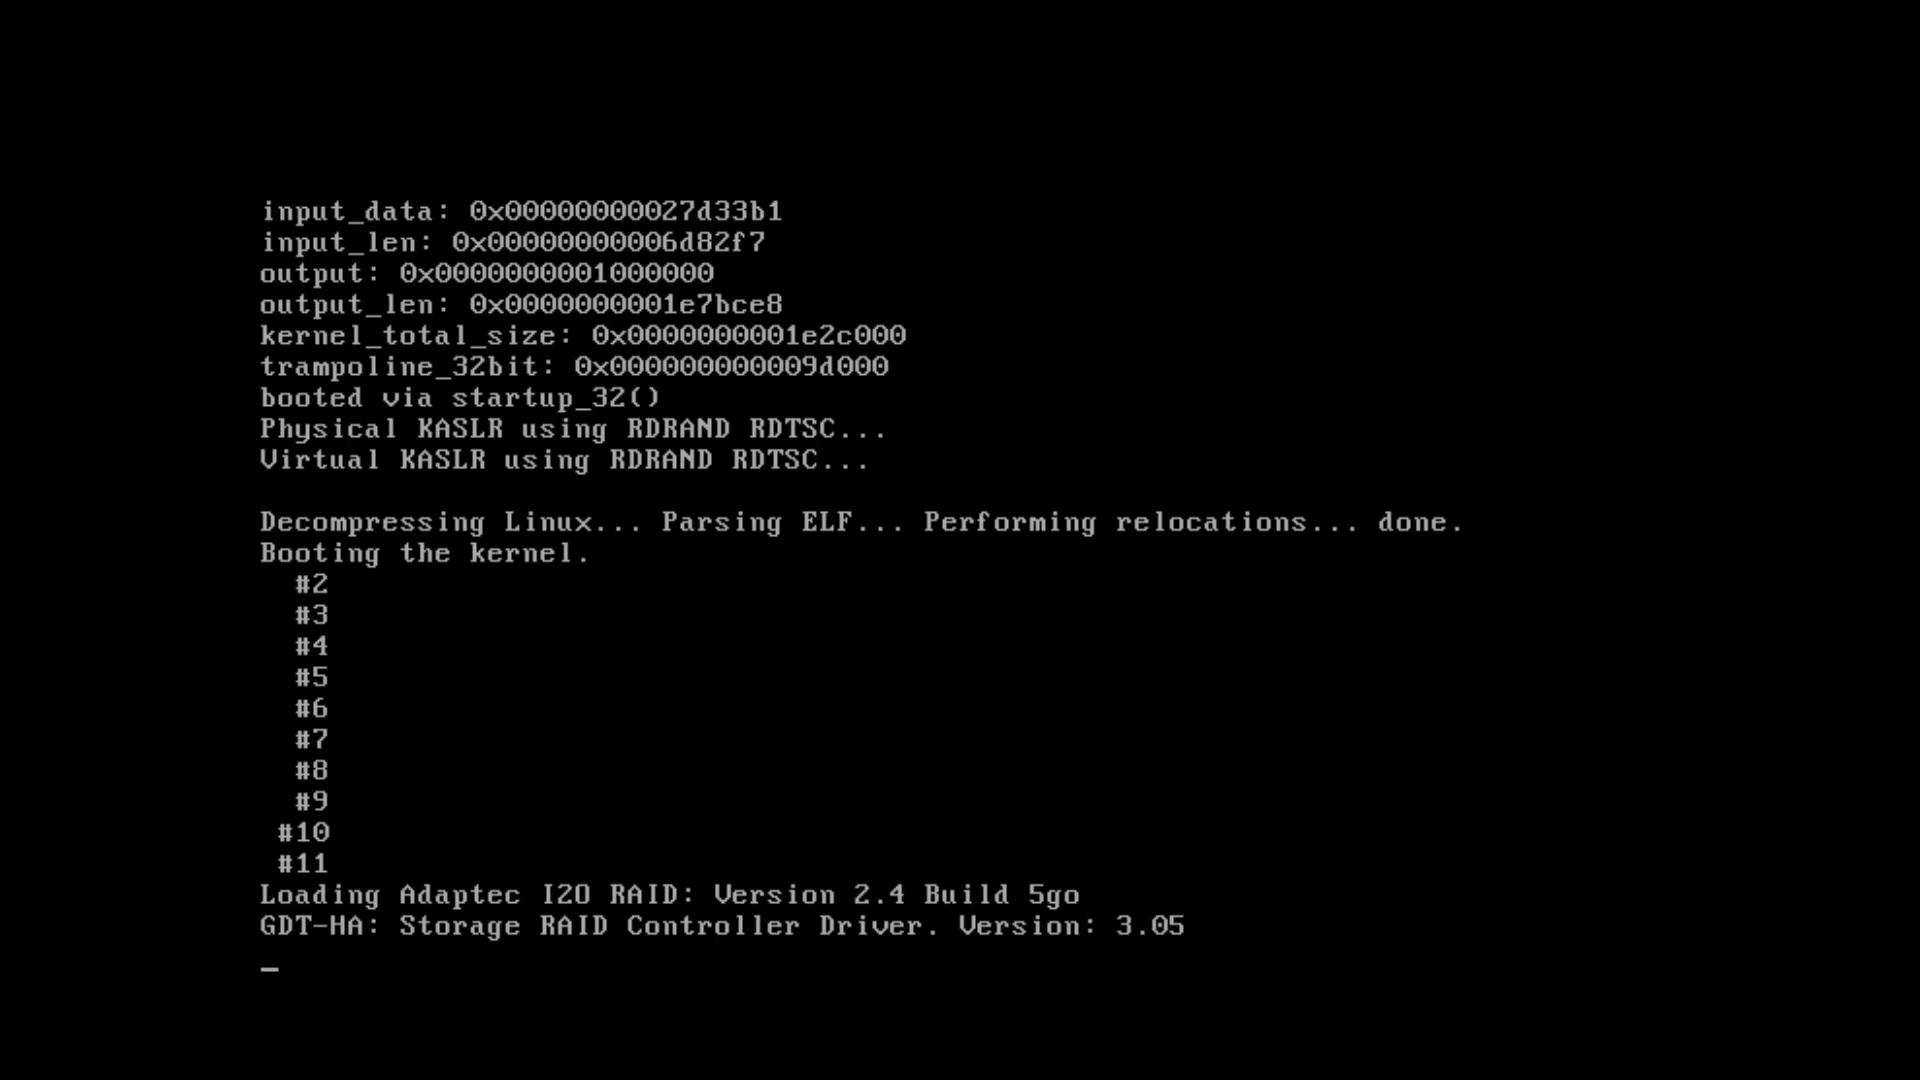 input_data: 0x00000000027d33b1
input_len: 0x00000000006d82f7
output: 0x0000000001000000
output_len: 0x0000000001e7bce8
kernel_total_size: 0x0000000001e2c000
trampoline_32bit: 0x000000000009d000
booted via startup_32()
Physical KASLR using RDRAND RDTSC...
Virtual KASLR using RDRAND RDTSC...
Decompressing Linux... Parsing ELF... Performing relocations... done.
Booting the kernel.
#2
#3
#4
#5
#6
#7
#8
#9
#10
#11
Loading Adaptec I2O RAID: Version 2.4 Build 5go
GDT-HA: Storage RAID Controller Driver. Version: 3.05
_